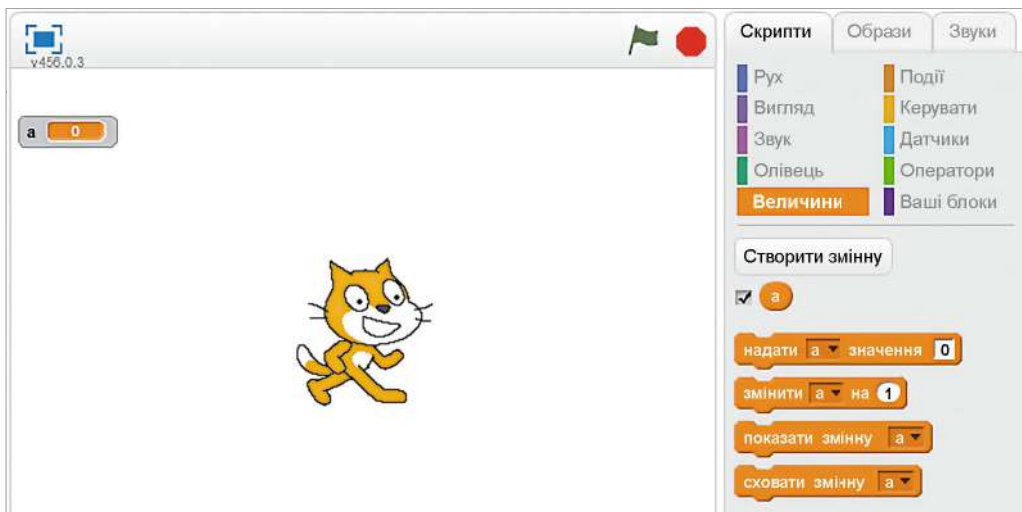 v456.0.3
a 0
Скрипти Образи Звуки
Рух Події
Вигляд Керувати
Звук Датчики
Олівець Оператори
Величини Ваші блоки
Створити змінну
a
надати a значення 0
змінити a на 1
показати змінну a
сховати змінну a